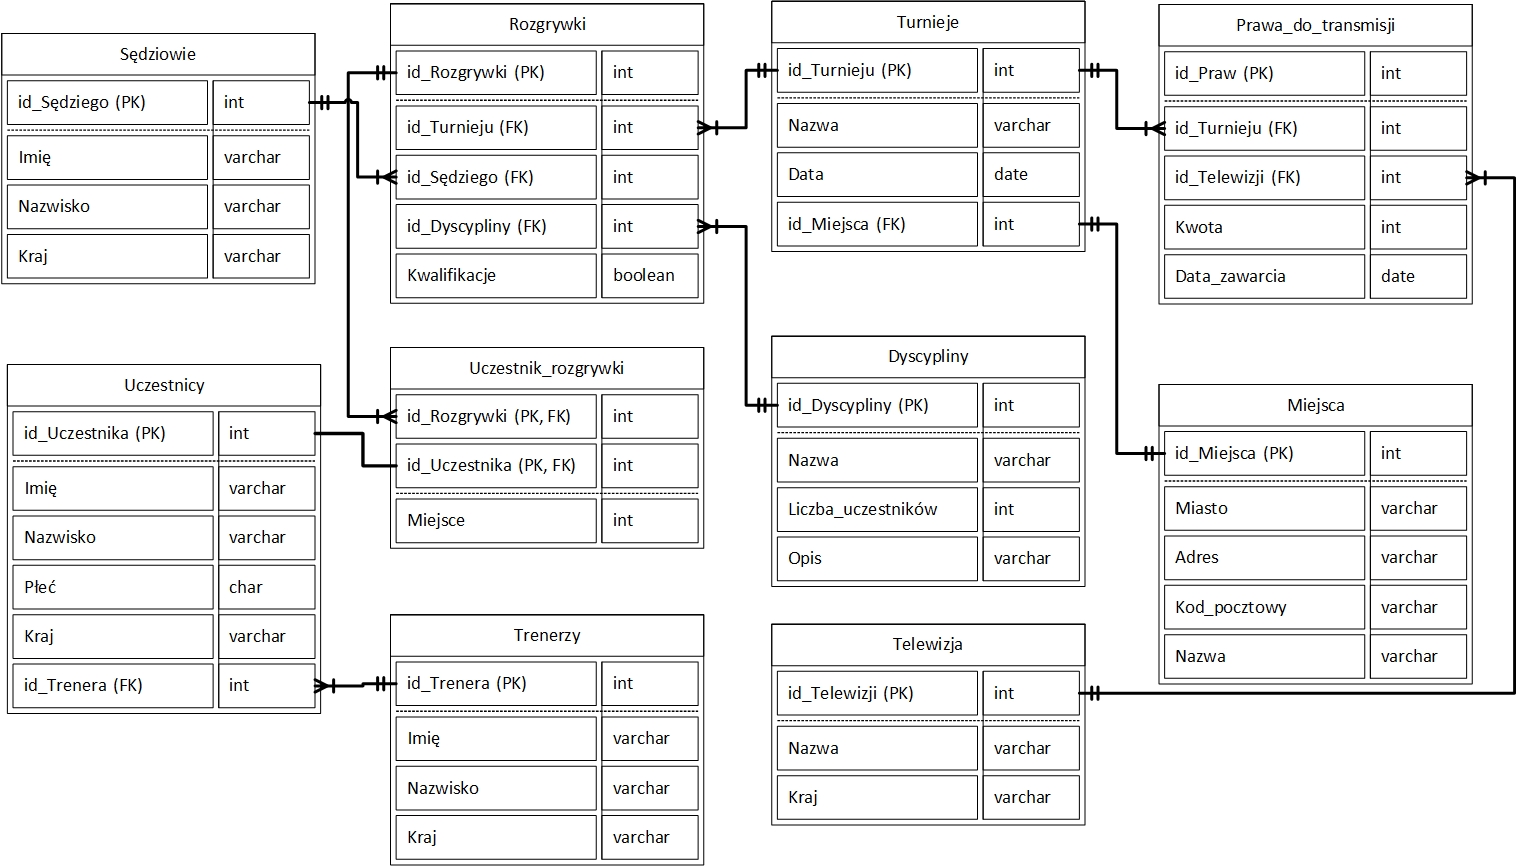 Sędziowie
id_Sędziego (PK) int
Imię varchar
Nazwisko varchar
Kraj varchar
Rozgrywki
id_Rozgrywki (PK) int
id_Turnieju (FK) int
id_Sędziego (FK) int
id_Dyscypliny (FK) int
Kwalifikacje boolean
Turnieje
id_Turnieju (PK) int
Nazwa varchar
Data date
id_Miejsca (FK) int
Prawa_do_transmisji
id_Praw (PK) int
id_Turnieju (FK) int
id_Telewizji (FK) int
Kwota int
Data_zawarcia date
Uczestnicy
id_Uczestnika (PK) int
Imię varchar
Nazwisko varchar
Płeć char
Kraj varchar
id_Trenera (FK) int
Uczestnik_rozgrywki
id_Rozgrywki (PK, FK) int
id_Uczestnika (PK, FK) int
Miejsce int
Dyscypliny
id_Dyscypliny (PK) int
Nazwa varchar
Liczba_uczestników int
Opis varchar
Miejsca
id_Miejsca (PK) int
Miasto varchar
Adres varchar
Kod_pocztowy varchar
Nazwa varchar
Trenerzy
id_Trenera (PK) int
Imię varchar
Nazwisko varchar
Kraj varchar
Telewizja
id_Telewizji (PK) int
Nazwa varchar
Kraj varchar